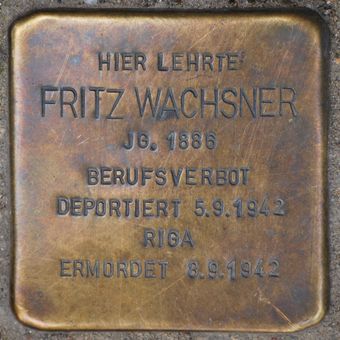 HIER LEHRTE
FRITZ WACHSNER
JG. 1886
BERUFSVERBOT
DEPORTIERT 5.9.1942
RIGA
ERMORDET 8.9.1942